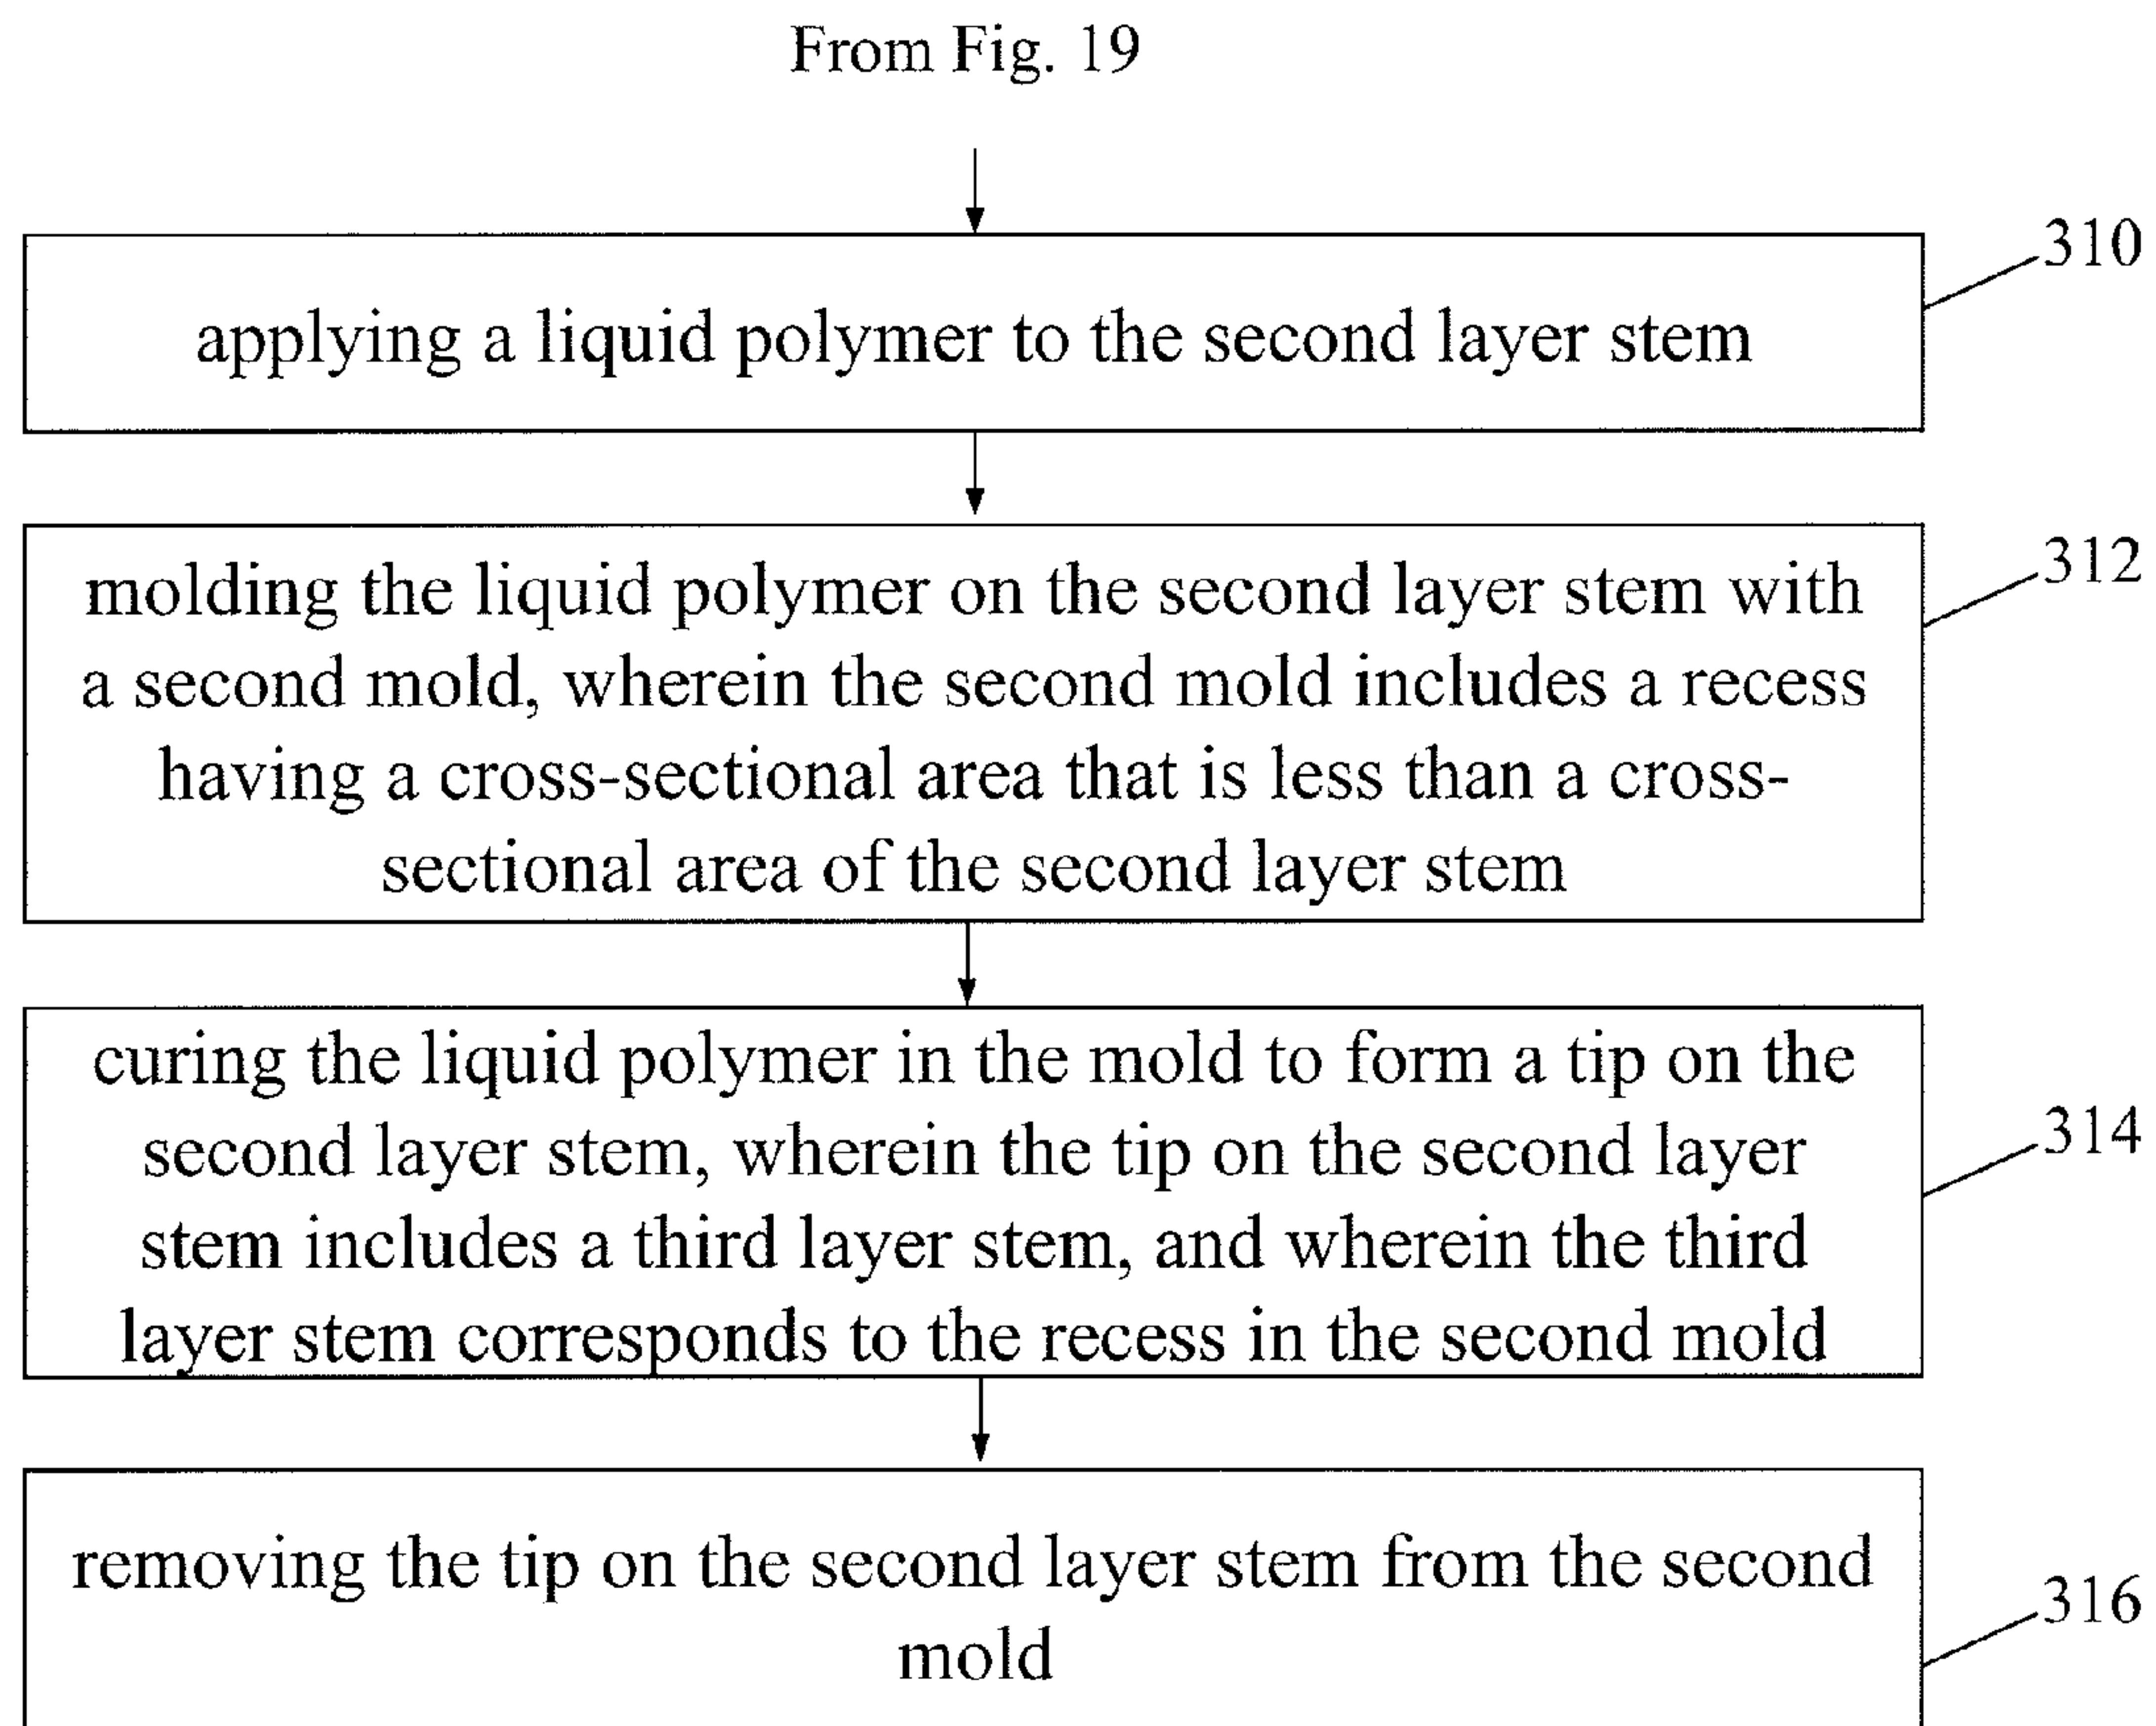 From Fig. 19
310
applying a liquid polymer to the second layer stem
312
molding the liquid polymer on the second layer stem with
a second mold, wherein the second mold includes a recess
having a cross-sectional area that is less than a cross-
sectional area of the second layer stem
curing the liquid polymer in the mold to form a tip on the
314
second layer stem, wherein the tip on the second layer
stem includes a third layer stem, and wherein the third
layer stem corresponds to the recess in the second mold
removing the tip on the second layer stem from the second
316
mold